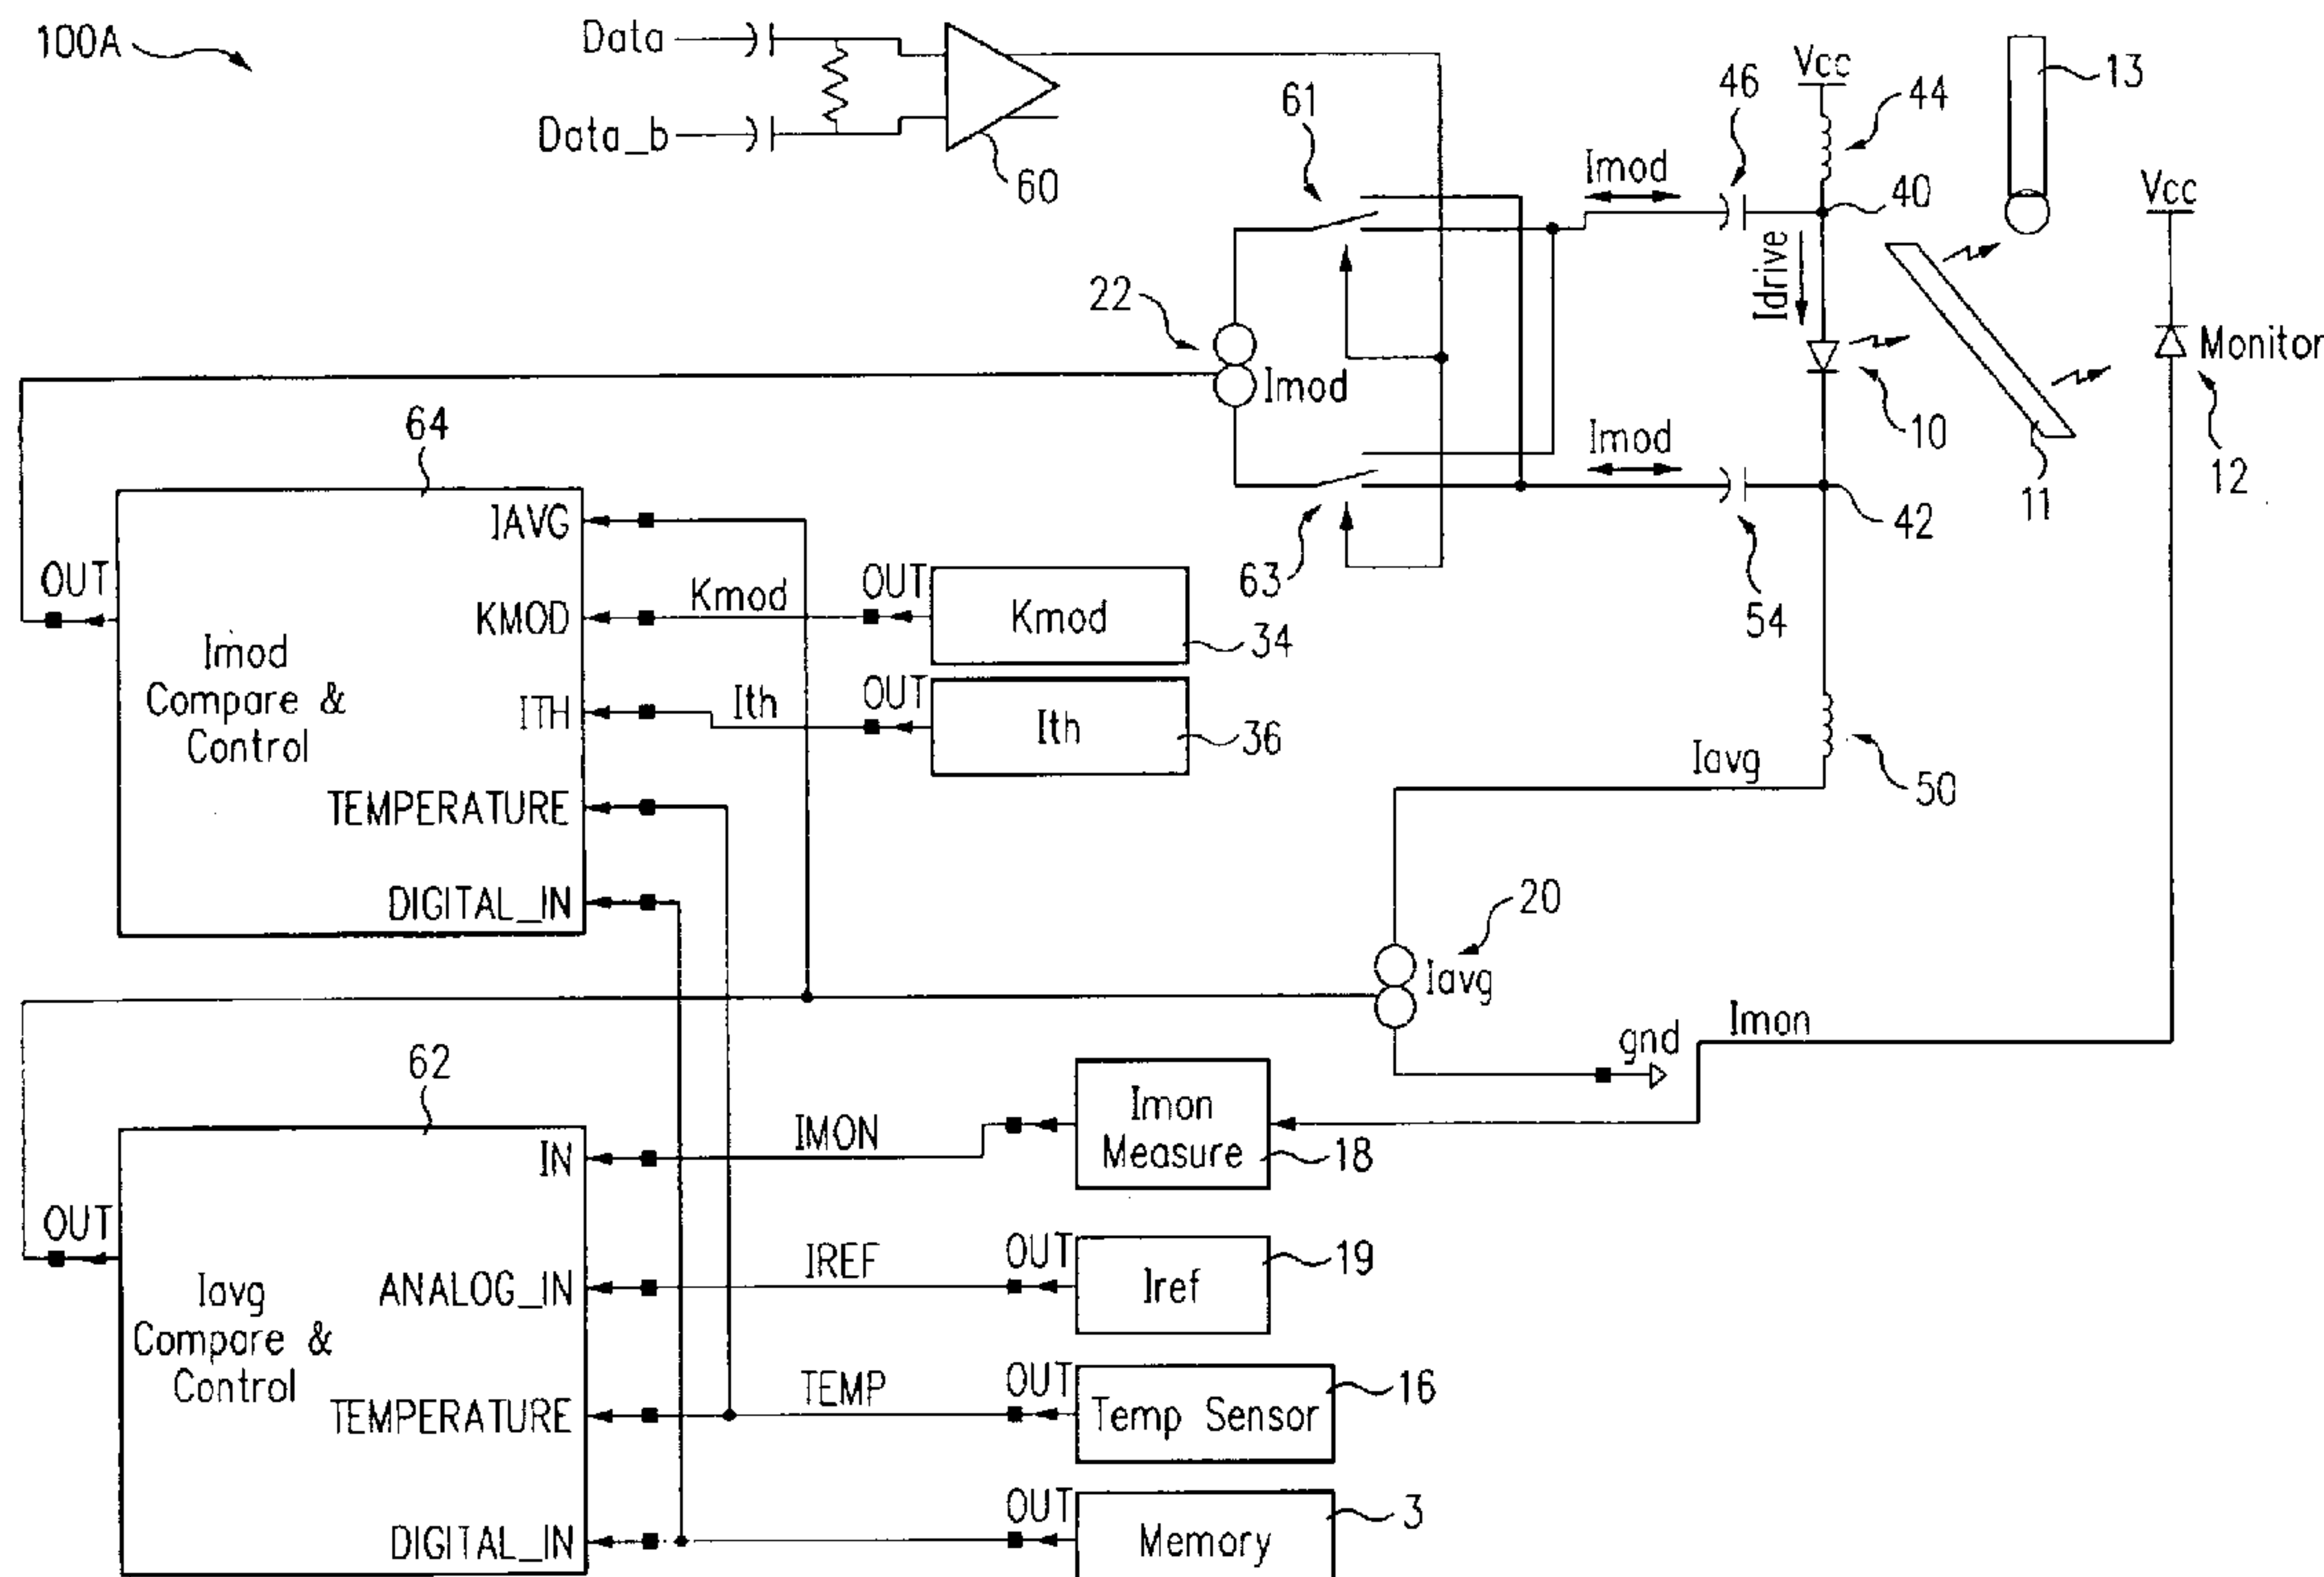 100A
Data
Data_b
60
61
46
Vcc
44
13
Imod
40
Vcc
Idrive
22
Imod
Monitor
10
12
11
Imod
42
63
54
64
IAVG
OUT
KMOD
Kmod
OUT
Kmod
34
Imod
Compare &
Control
ITH
Ith
OUT
Ith
36
TEMPERATURE
DIGITAL_IN
Iavg
50
20
Iavg
gnd
Imon
62
IN
IMON
Imon
Measure
18
OUT
ANALOG_IN
IREF
OUT
Iref
19
Iavg
Compare &
Control
TEMPERATURE
TEMP
OUT
Temp Sensor
16
DIGITAL_IN
OUT
Memory
3